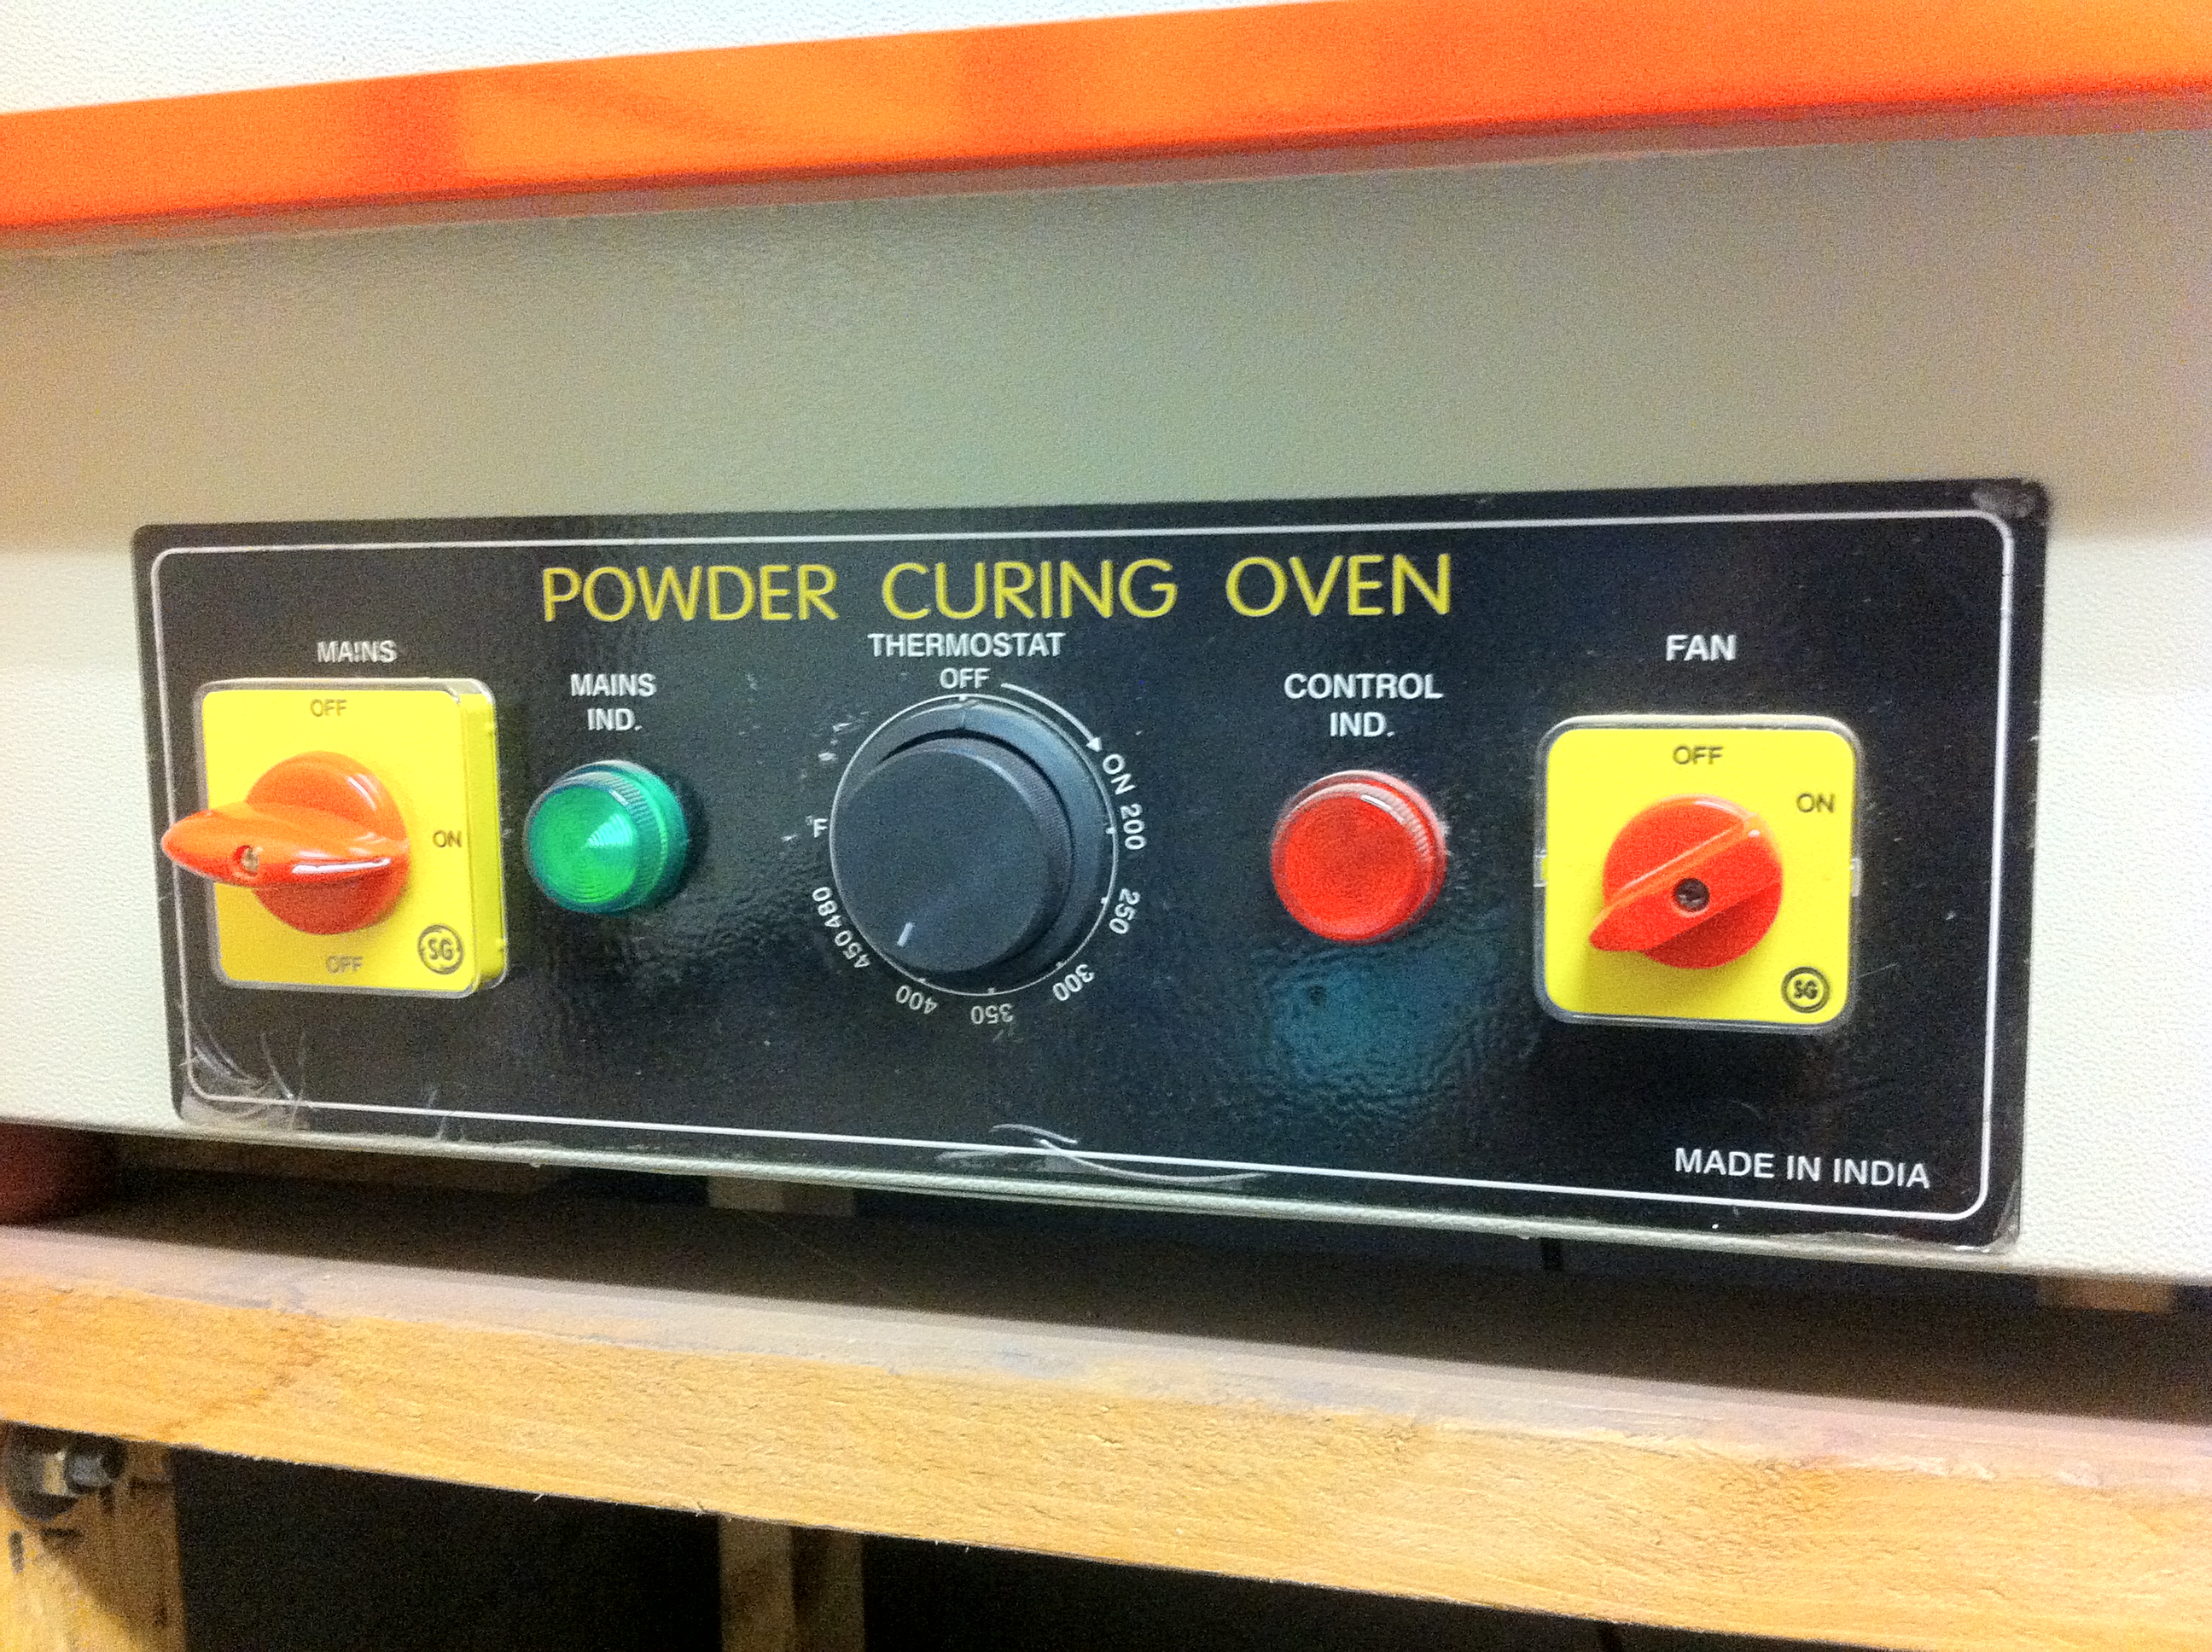 POWDER CURING OVEN
MAINS
OFF
ON
OFF
SG
MAINS
IND.
THERMOSTAT
OFF
ON
200
250
300
350
400
450
480
°F
CONTROL
IND.
FAN
OFF
ON
SG
MADE IN INDIA